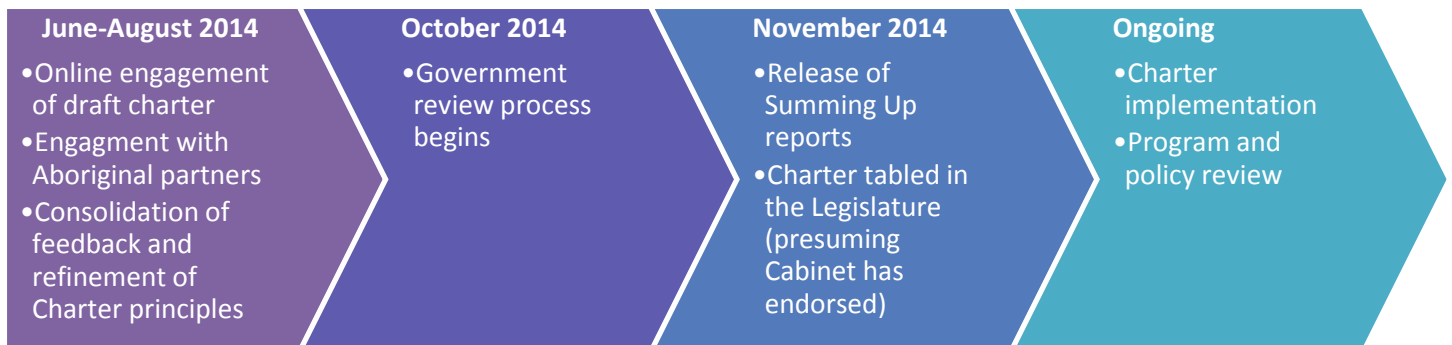 June-August 2014
•Online engagement
of draft charter
•Engagment with
Aboriginal partners
•Consolidation of
feedback and
refinement of
Charter principles
October 2014
•Government
review process
begins
November 2014
•Release of
Summing Up
reports
•Charter tabled in
the Legislature
(presuming
Cabinet has
endorsed)
Ongoing
•Charter
implementation
•Program and
policy review